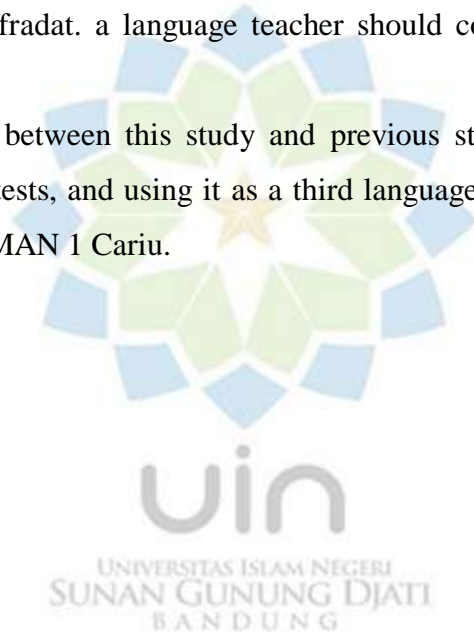 fradat. a language teacher should co
between this study and previous st
tests, and using it as a third language
MAN 1 Cariu.
uin
UNIVERSITAS ISLAM NEGERI
SUNAN GUNUNG DJATI
BANDUNG